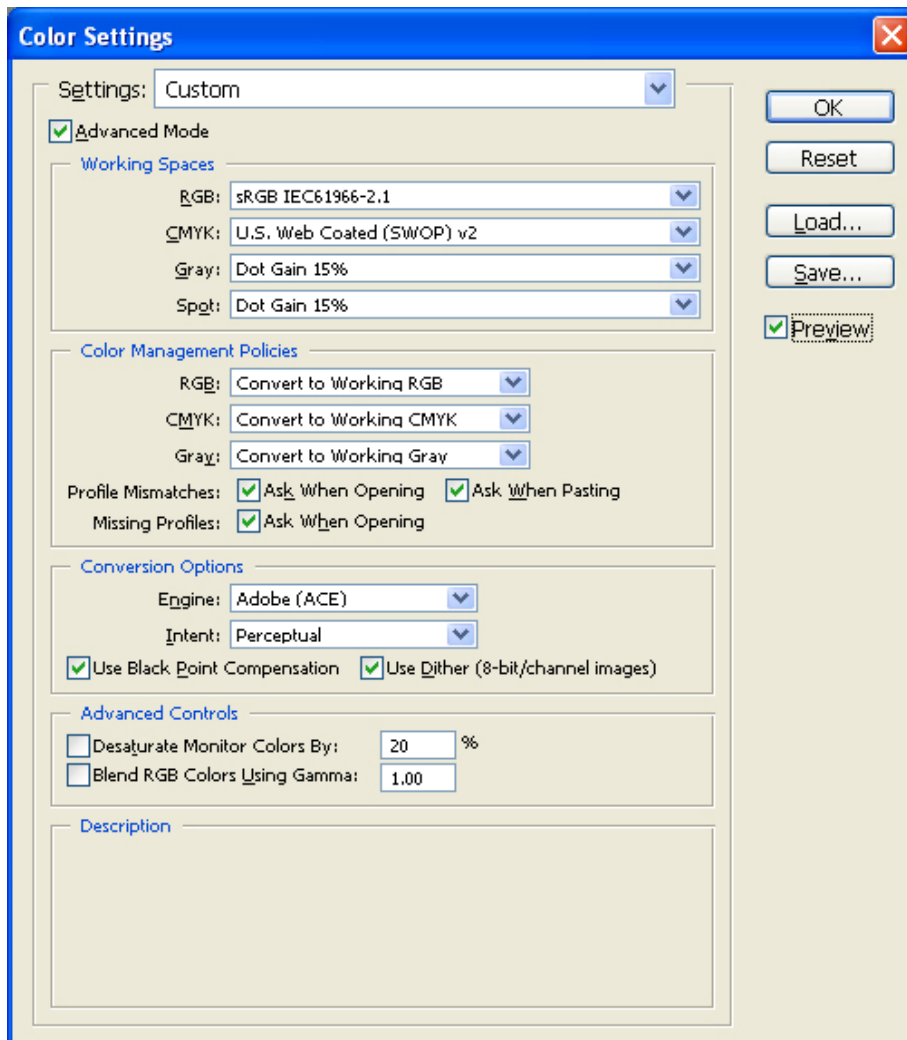 Color Settings
Settings: Custom
OK
Advanced Mode
Reset
Working Spaces
RGB: sRGB IEC61966-2.1
CMYK: U.S. Web Coated (SWOP) v2
Load...
Gray: Dot Gain 15%
Save...
Spot: Dot Gain 15%
Preview
Color Management Policies
RGB: Convert to Working RGB
CMYK: Convert to Working CMYK
Gray: Convert to Working Gray
Profile Mismatches: Ask When Opening Ask When Pasting
Missing Profiles: Ask When Opening
Conversion Options
Engine: Adobe (ACE)
Intent: Perceptual
Use Black Point Compensation Use Dither (8-bit/channel images)
Advanced Controls
Desaturate Monitor Colors By: 20 %
Blend RGB Colors Using Gamma: 1.00
Description